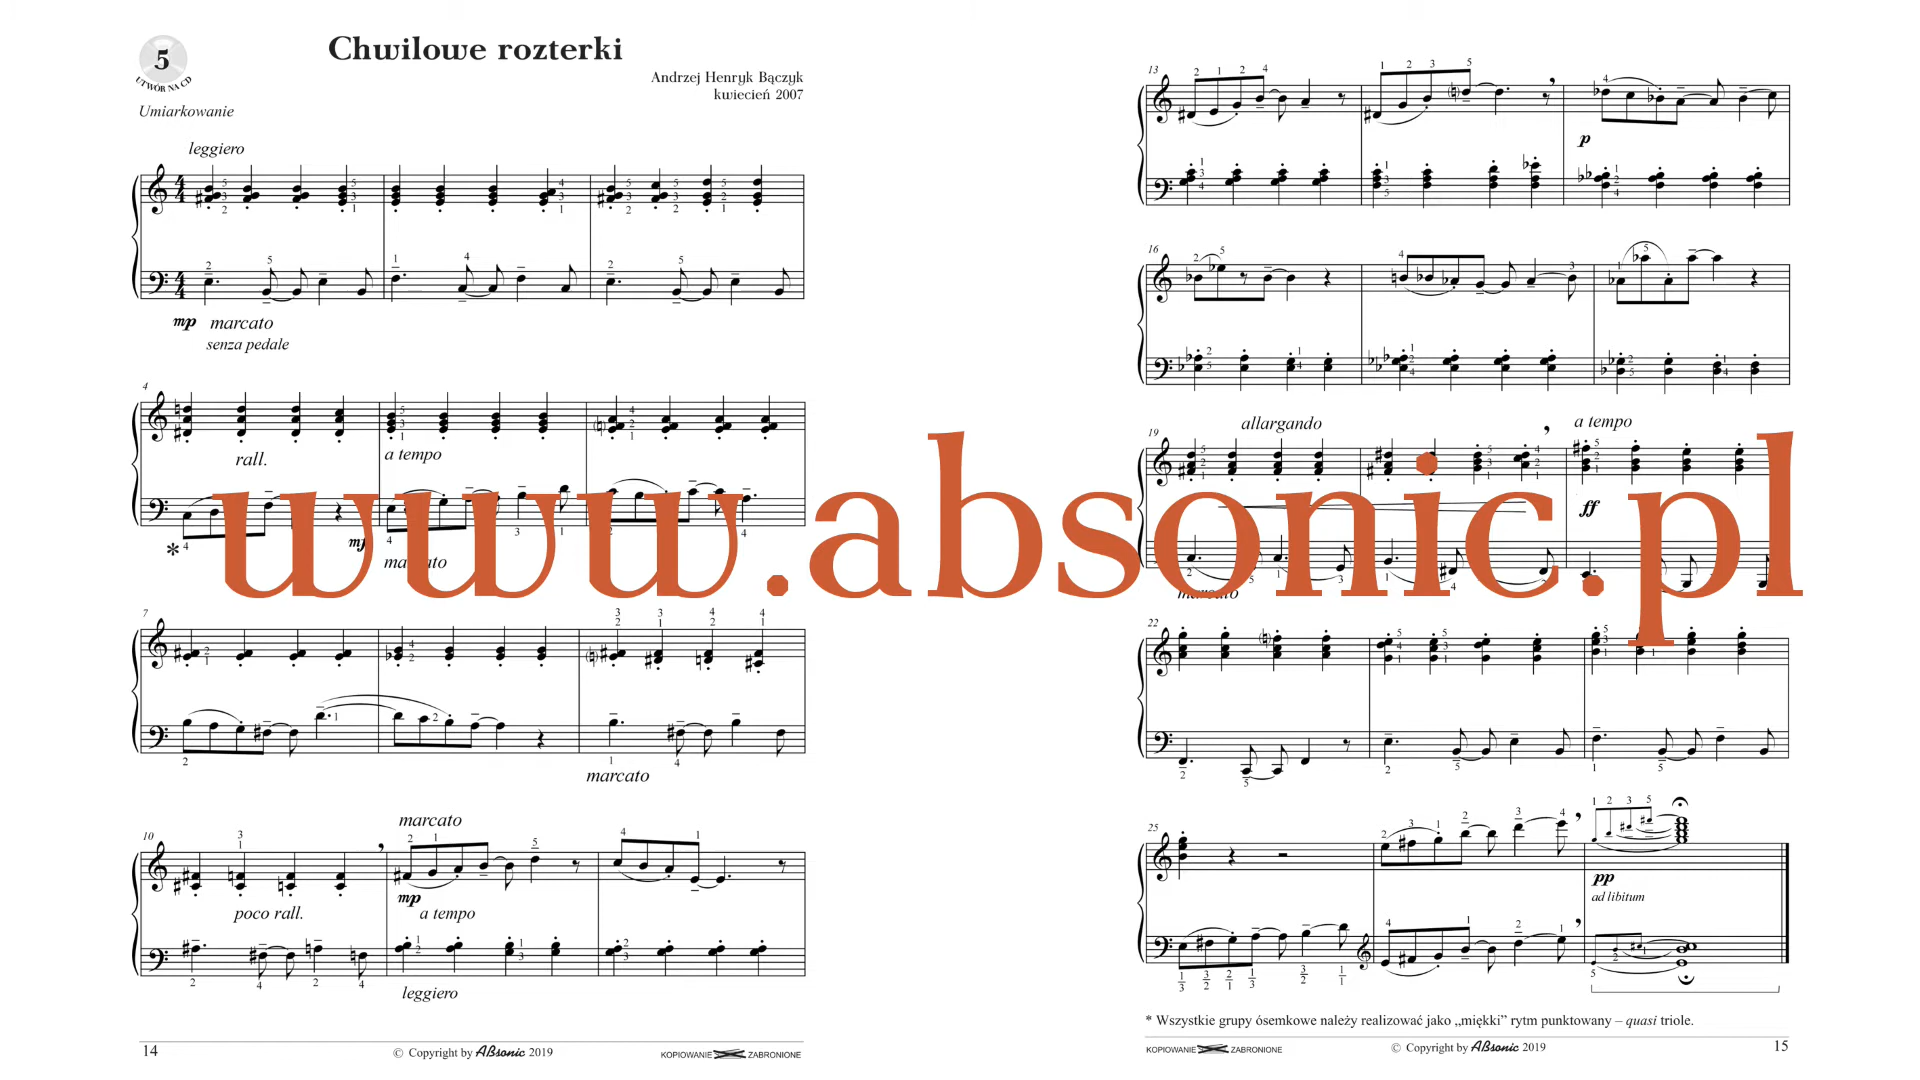 5
UTWÓR NA CD
Chwilowe rozterki
Andrzej Henryk Bączyk
kwiecień 2007
Umiarkowanie
leggiero
mp marcato
senza pedale
4
rall.
a tempo
*
mf
marcato
7
marcato
10
marcato
poco rall.
mp
a tempo
leggiero
14
© Copyright by ABsonic 2019
KOPIOWANIE ZABRONIONE
13
p
16
19
allargando
a tempo
ff
marcato
www.absonic.pl
22
25
pp
ad libitum
* Wszystkie grupy ósemkowe należy realizować jako „miękki” rytm punktowany – quasi triole.
KOPIOWANIE ZABRONIONE
© Copyright by ABsonic 2019
15